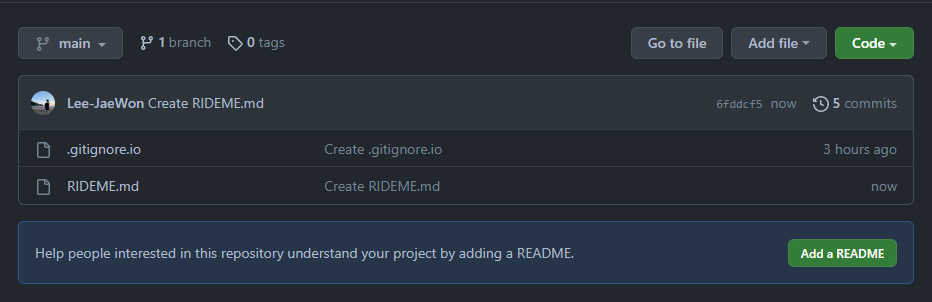 main 1 branch 0 tags Go to file Add file Code
Lee-JaeWon Create RIDEME.md 6fddcf5 now 5 commits
.gitignore.io Create .gitignore.io 3 hours ago
RIDEME.md Create RIDEME.md now
Help people interested in this repository understand your project by adding a README. Add a README